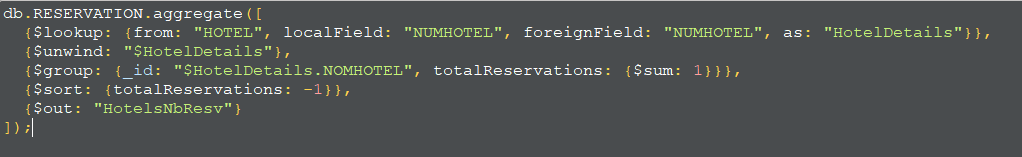 db.RESERVATION.aggregate([
  {$lookup: {from: "HOTEL", localField: "NUMHOTEL", foreignField: "NUMHOTEL", as: "HotelDetails"}},
  {$unwind: "$HotelDetails"},
  {$group: {_id: "$HotelDetails.NOMHOTEL", totalReservations: {$sum: 1}}},
  {$sort: {totalReservations: -1}},
  {$out: "HotelsNbResv"}
]);